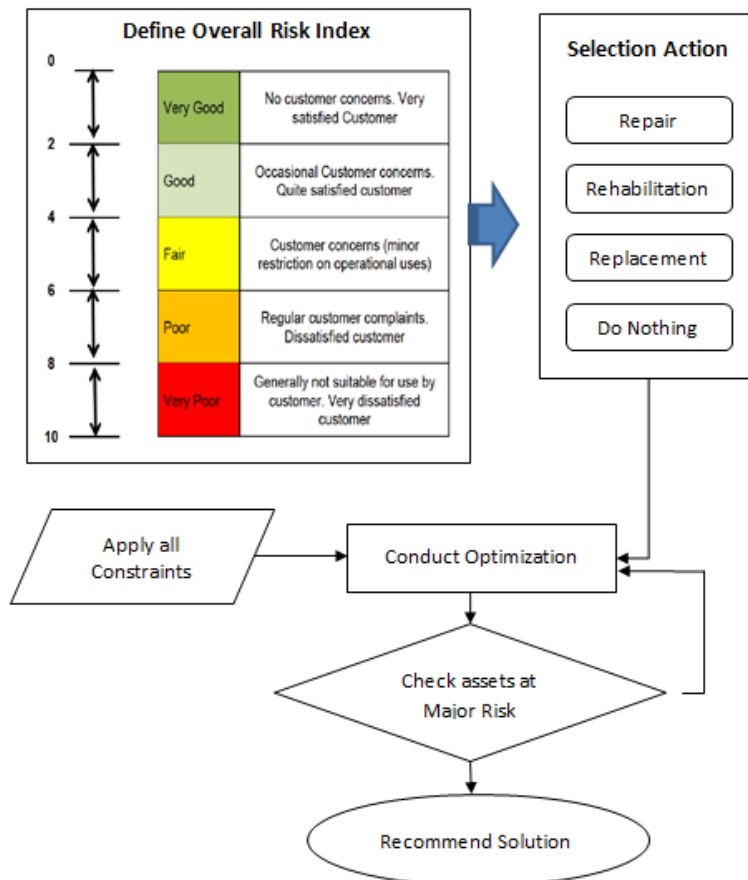 Define Overall Risk Index
0
Very Good
No customer concerns. Very
satisfied Customer
2
Good
Occasional Customer concerns.
Quite satisfied customer
4
Fair
Customer concerns (minor
restriction on operational uses)
6
Poor
Regular customer complaints.
Dissatisfied customer
8
Very Poor
Generally not suitable for use by
customer. Very dissatisfied
customer
10
Selection Action
Repair
Rehabilitation
Replacement
Do Nothing
Apply all
Constraints
Conduct Optimization
Check assets at
Major Risk
Recommend Solution